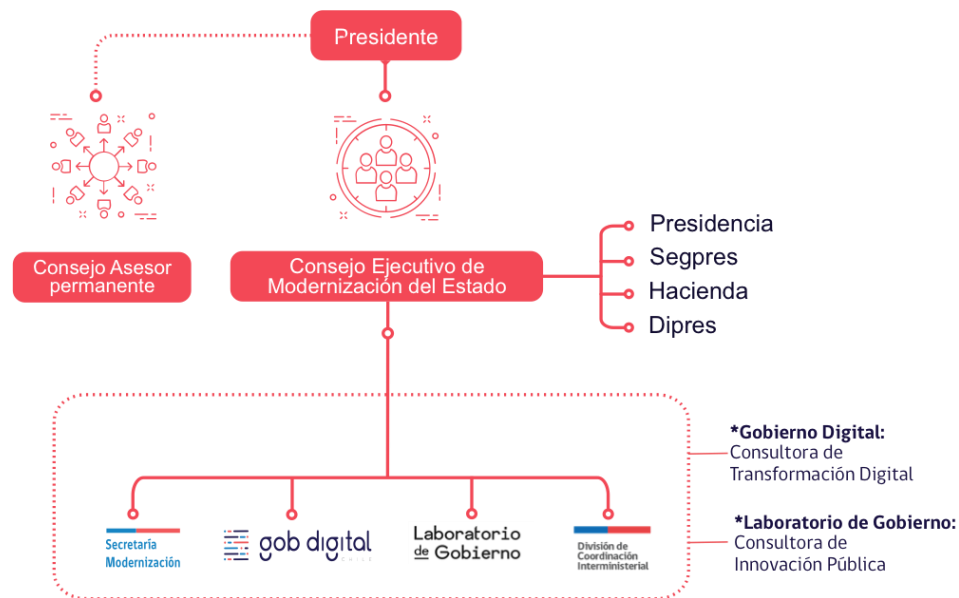 Presidente
Consejo Asesor
permanente
Consejo Ejecutivo de
Modernización del Estado
Presidencia
Segpres
Hacienda
Dipres
*Gobierno Digital:
Consultora de
Transformación Digital
*Laboratorio de Gobierno:
Consultora de
Innovación Pública
Secretaría
Modernización
gob digital
Laboratorio
de Gobierno
División de
Coordinación
Interministerial